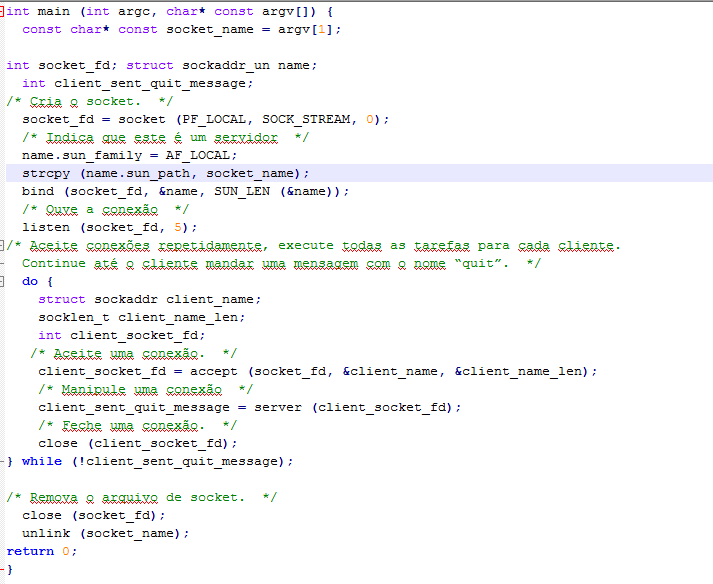 int main (int argc, char* const argv[]) {
const char* const socket_name = argv[1];
int socket_fd; struct sockaddr_un name;
int client_sent_quit_message;
/* Cria o socket. */
socket_fd = socket (PF_LOCAL, SOCK_STREAM, 0);
/* Indica que este é um servidor */
name.sun_family = AF_LOCAL;
strcpy (name.sun_path, socket_name);
bind (socket_fd, &name, SUN_LEN (&name));
/* Ouve a conexão */
listen (socket_fd, 5);
/* Aceite conexões repetidamente, execute todas as tarefas para cada cliente.
Continue até o cliente mandar uma mensagem com o nome “quit”. */
do {
struct sockaddr client_name;
socklen_t client_name_len;
int client_socket_fd;
/* Aceite uma conexão. */
client_socket_fd = accept (socket_fd, &client_name, &client_name_len);
/* Manipule uma conexão */
client_sent_quit_message = server (client_socket_fd);
/* Feche uma conexão. */
close (client_socket_fd);
} while (!client_sent_quit_message);
/* Remova o arquivo de socket. */
close (socket_fd);
unlink (socket_name);
return 0;
}